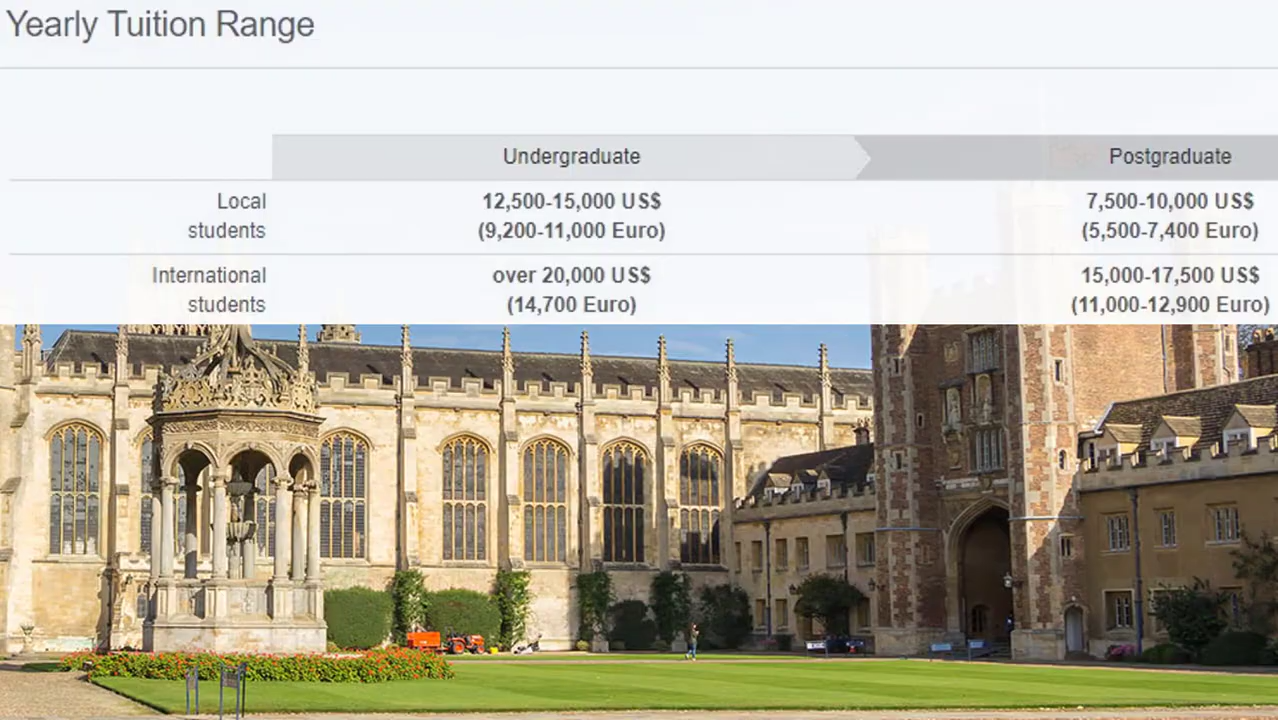 Yearly Tuition Range
Undergraduate Postgraduate
Local 12,500-15,000 US$ 7,500-10,000 US$
students (9,200-11,000 Euro) (5,500-7,400 Euro)
International over 20,000 US$ 15,000-17,500 US$
students (14,700 Euro) (11,000-12,900 Euro)